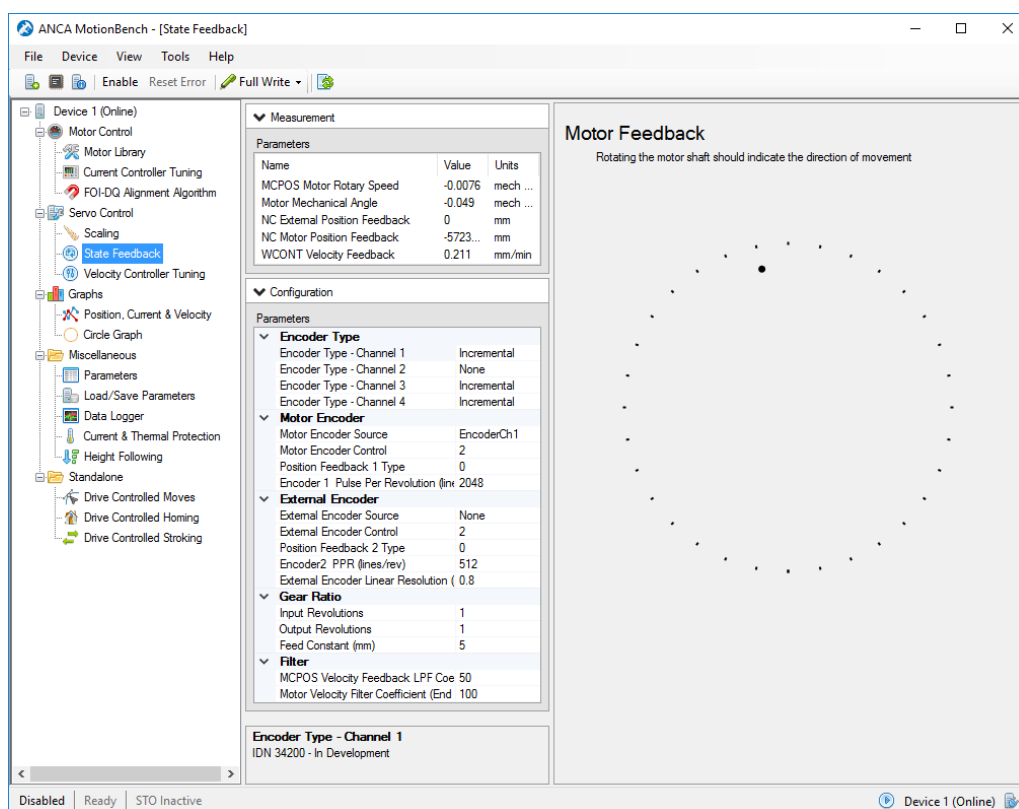 ANCA MotionBench - [State Feedback]
File Device View Tools Help
Enable Reset Error Full Write
Device 1 (Online)
Motor Control
Motor Library
Current Controller Tuning
FOI-DQ Alignment Algorithm
Servo Control
Scaling
State Feedback
Velocity Controller Tuning
Graphs
Position, Current & Velocity
Circle Graph
Miscellaneous
Parameters
Load/Save Parameters
Data Logger
Current & Thermal Protection
Height Following
Standalone
Drive Controlled Moves
Drive Controlled Homing
Drive Controlled Stroking
Measurement
Parameters
Name Value Units
MCPOS Motor Rotary Speed -0.0076 mech ...
Motor Mechanical Angle -0.049 mech ...
NC External Position Feedback 0 mm
NC Motor Position Feedback -5723... mm
WCONT Velocity Feedback 0.211 mm/min
Configuration
Parameters
Encoder Type
Encoder Type - Channel 1 Incremental
Encoder Type - Channel 2 None
Encoder Type - Channel 3 Incremental
Encoder Type - Channel 4 Incremental
Motor Encoder
Motor Encoder Source EncoderCh1
Motor Encoder Control 2
Position Feedback 1 Type 0
Encoder 1 Pulse Per Revolution (line 2048
External Encoder
External Encoder Source None
External Encoder Control 2
Position Feedback 2 Type 0
Encoder2 PPR (lines/rev) 512
External Encoder Linear Resolution ( 0.8
Gear Ratio
Input Revolutions 1
Output Revolutions 1
Feed Constant (mm) 5
Filter
MCPOS Velocity Feedback LPF Coe 50
Motor Velocity Filter Coefficient (End 100
Encoder Type - Channel 1
IDN 34200 - In Development
Motor Feedback
Rotating the motor shaft should indicate the direction of movement
Disabled Ready STO Inactive
Device 1 (Online)